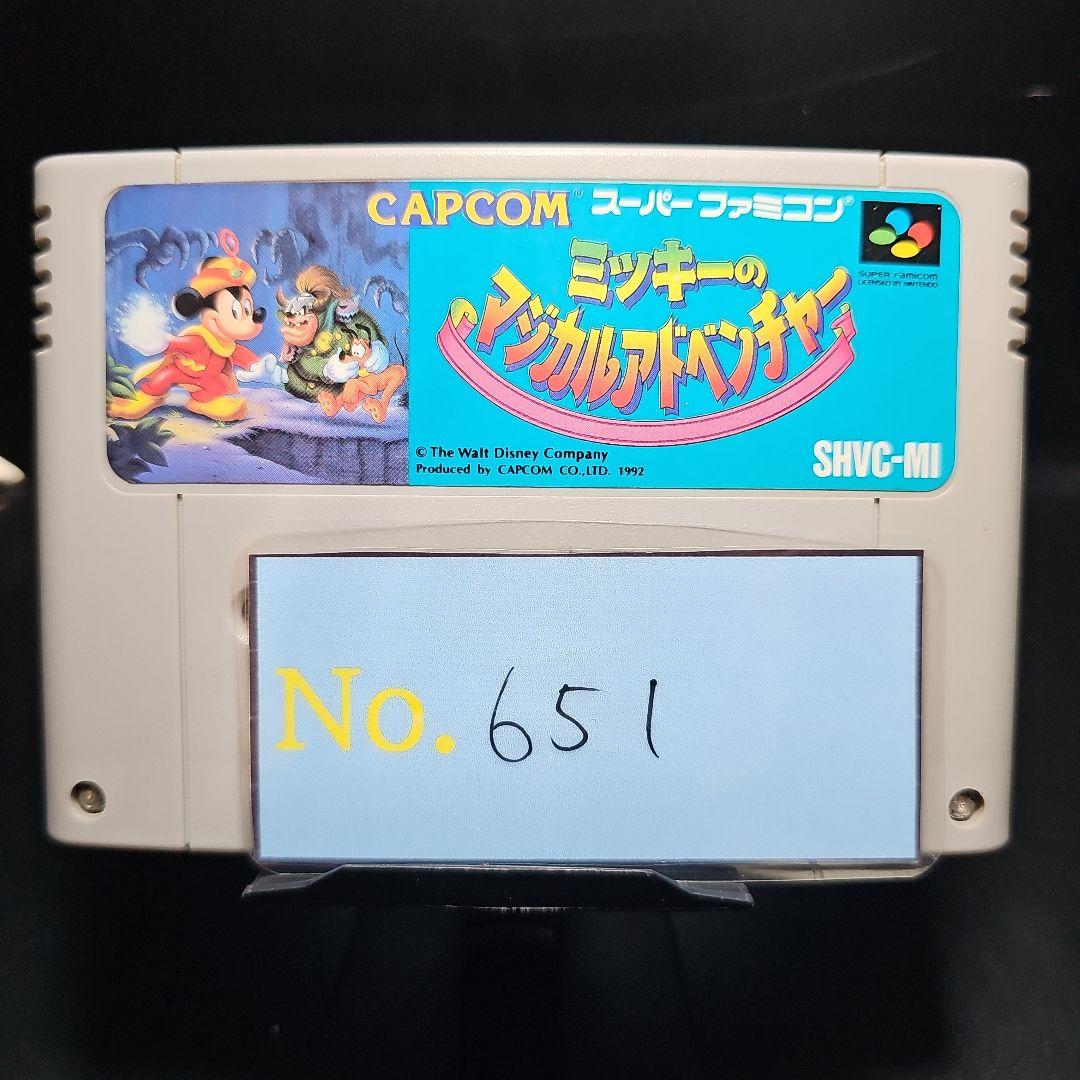 CAPCOM® スーパーファミコン®
ミッキーの
マジカルアドベンチャー
SUPER Famicom
LICENSED BY NINTENDO
© The Walt Disney Company
Produced by CAPCOM CO.,LTD. 1992
SHVC-MI
No. 651